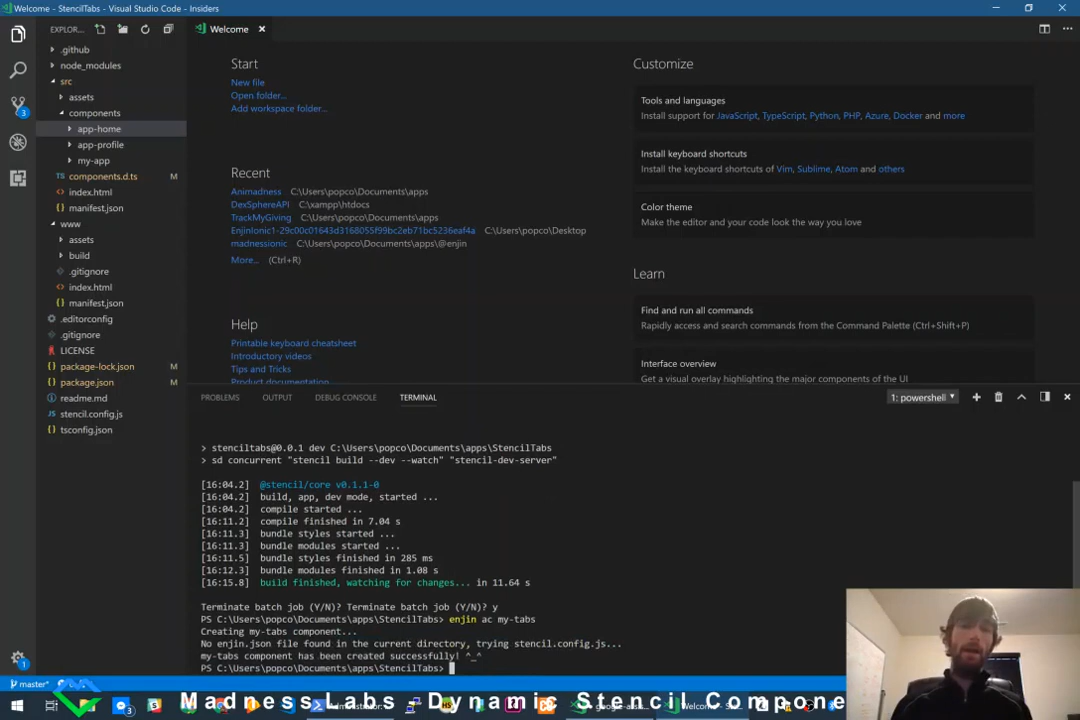 Welcome - StencilTabs - Visual Studio Code - Insiders
EXPLOR...
.github
node_modules
src
assets
components
app-home
app-profile
my-app
components.d.ts M
index.html
manifest.json
www
assets
build
.gitignore
index.html
manifest.json
.editorconfig
.gitignore
LICENSE
package-lock.json M
package.json M
readme.md
stencil.config.js
tsconfig.json
3
1
Welcome
Start
New file
Open folder...
Add workspace folder...
Recent
Animadness C:\Users\popco\Documents\apps
DexSphereAPI C:\xampp\htdocs
TrackMyGiving C:\Users\popco\Documents\apps
EnjinIonic1-29c00c01643d3168055f99bc2eb71bc5236eaf4a C:\Users\popco\Desktop
madnessionic C:\Users\popco\Documents\apps\@enjin
More... (Ctrl+R)
Help
Printable keyboard cheatsheet
Introductory videos
Tips and Tricks
Product documentation
Customize
Tools and languages
Install support for JavaScript, TypeScript, Python, PHP, Azure, Docker and more
Install keyboard shortcuts
Install the keyboard shortcuts of Vim, Sublime, Atom and others
Color theme
Make the editor and your code look the way you love
Learn
Find and run all commands
Rapidly access and search commands from the Command Palette (Ctrl+Shift+P)
Interface overview
Get a visual overlay highlighting the major components of the UI
PROBLEMS OUTPUT DEBUG CONSOLE TERMINAL
1: powershell
> stenciltabs@0.0.1 dev C:\Users\popco\Documents\apps\StencilTabs
> sd concurrent "stencil build --dev --watch" "stencil-dev-server"
[16:04.2] @stencil/core v0.1.1-0
[16:04.2] build, app, dev mode, started ...
[16:04.2] compile started ...
[16:11.2] compile finished in 7.04 s
[16:11.3] bundle styles started ...
[16:11.3] bundle modules started ...
[16:11.5] bundle styles finished in 285 ms
[16:12.3] bundle modules finished in 1.08 s
[16:15.8] build finished, watching for changes... in 11.64 s
Terminate batch job (Y/N)? Terminate batch job (Y/N)? y
PS C:\Users\popco\Documents\apps\StencilTabs> enjin ac my-tabs
Creating my-tabs component...
No enjin.json file found in the current directory, trying stencil.config.js...
my-tabs component has been created successfully! ^_^
PS C:\Users\popco\Documents\apps\StencilTabs>
master*
Madness Labs - Dynamic Stencil Compone